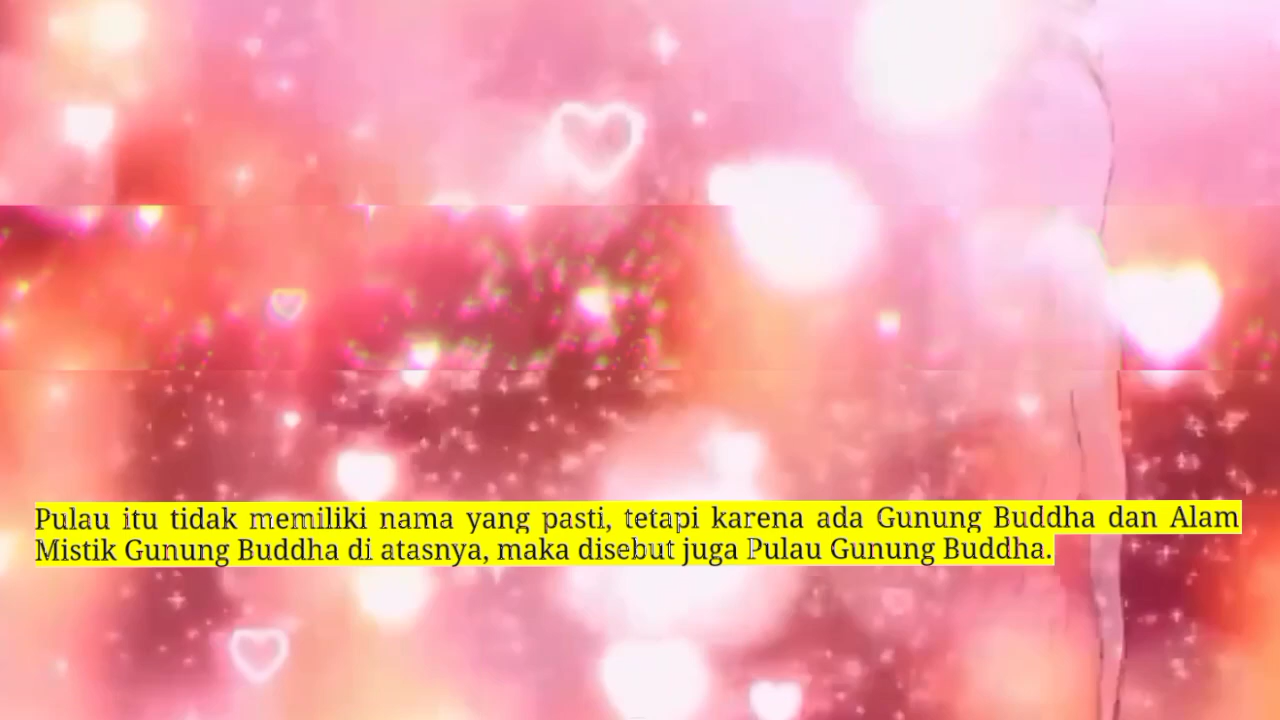 Pulau itu tidak memiliki nama yang pasti, tetapi karena ada Gunung Buddha dan Alam
Mistik Gunung Buddha di atasnya, maka disebut juga Pulau Gunung Buddha.